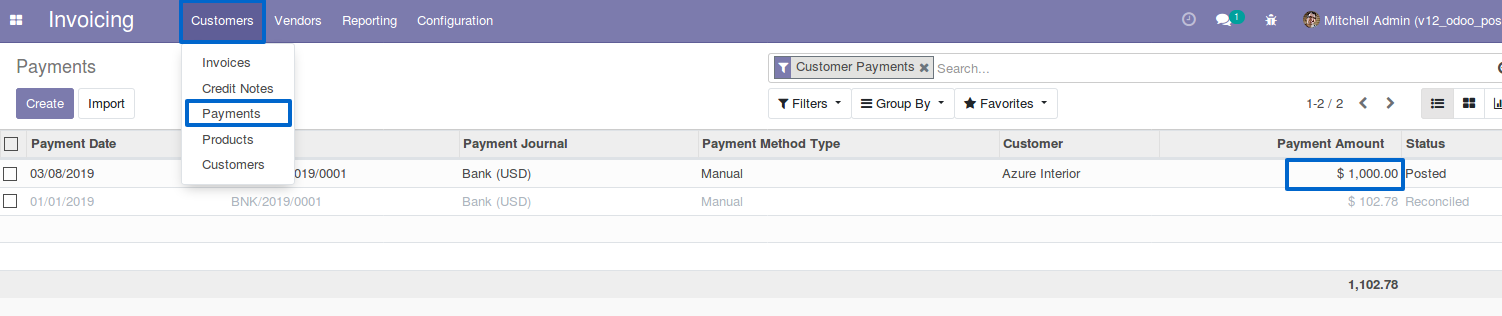 Invoicing Customers Vendors Reporting Configuration 1 Mitchell Admin (v12_odoo_pos
Payments Customer Payments Search...
Invoices
Credit Notes
Payments
Products
Customers
Create Import Filters Group By Favorites 1-2 / 2
Payment Date Payment Journal Payment Method Type Customer Payment Amount Status
03/08/2019 019/0001 Bank (USD) Manual Azure Interior $ 1,000.00 Posted
01/01/2019 BNK/2019/0001 Bank (USD) Manual $ 102.78 Reconciled
1,102.78